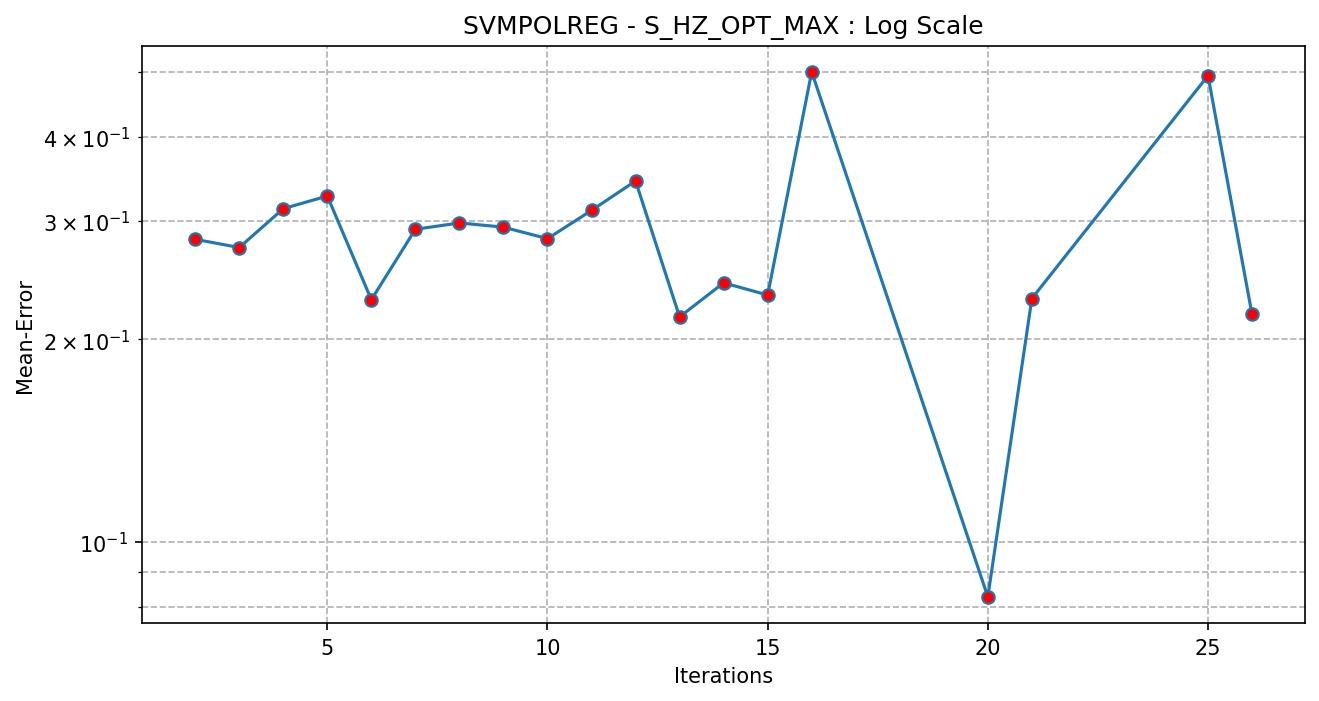 SVMPOLREG - S_HZ_OPT_MAX : Log Scale
Mean-Error
4 × 10⁻¹
3 × 10⁻¹
2 × 10⁻¹
10⁻¹
5 10 15 20 25
Iterations